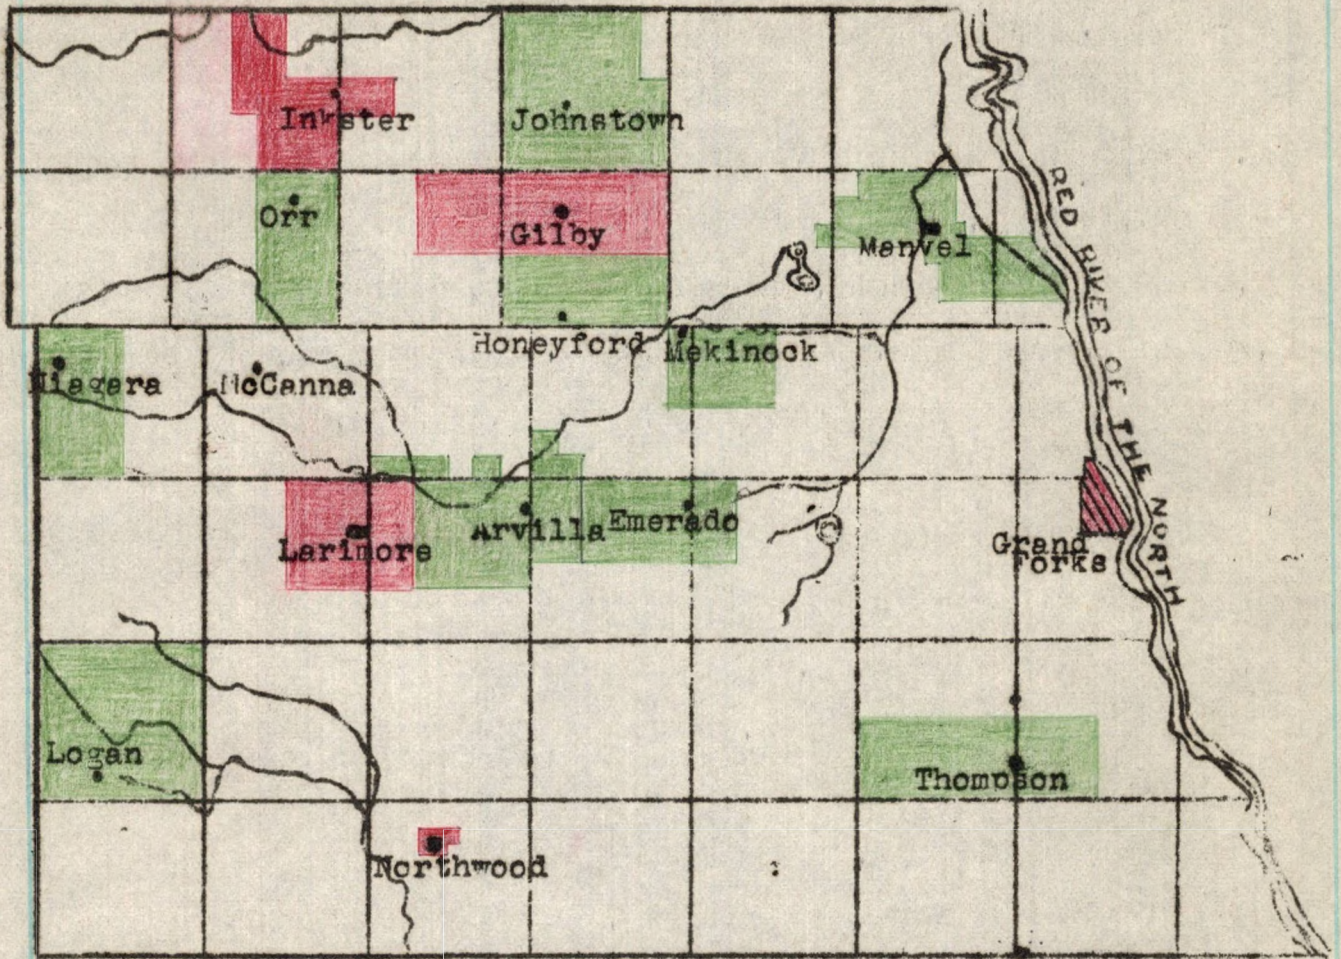 Inkster
Johnstown
Orr
Gilby
Manvel
RED RIVER OF THE NORTH
Honeyford
Mekinock
Niagara
McCanna
Larimore
Arvilla
Emerado
Grand
Forks
Logan
Thompson
Northwood